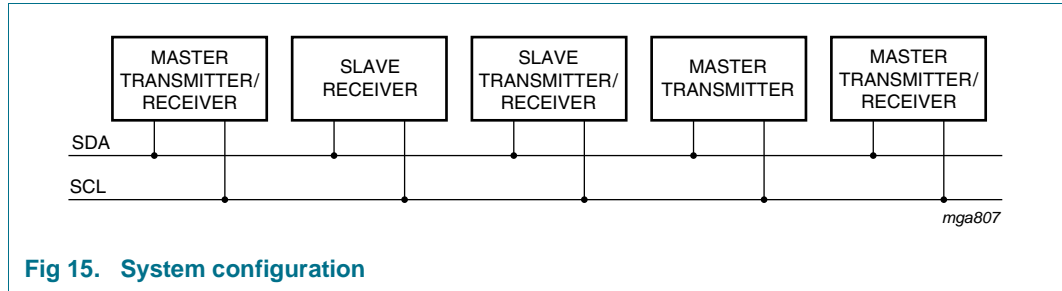 MASTER
TRANSMITTER/
RECEIVER
SLAVE
RECEIVER
SLAVE
TRANSMITTER/
RECEIVER
MASTER
TRANSMITTER
MASTER
TRANSMITTER/
RECEIVER
SDA
SCL
mga807
Fig 15. System configuration